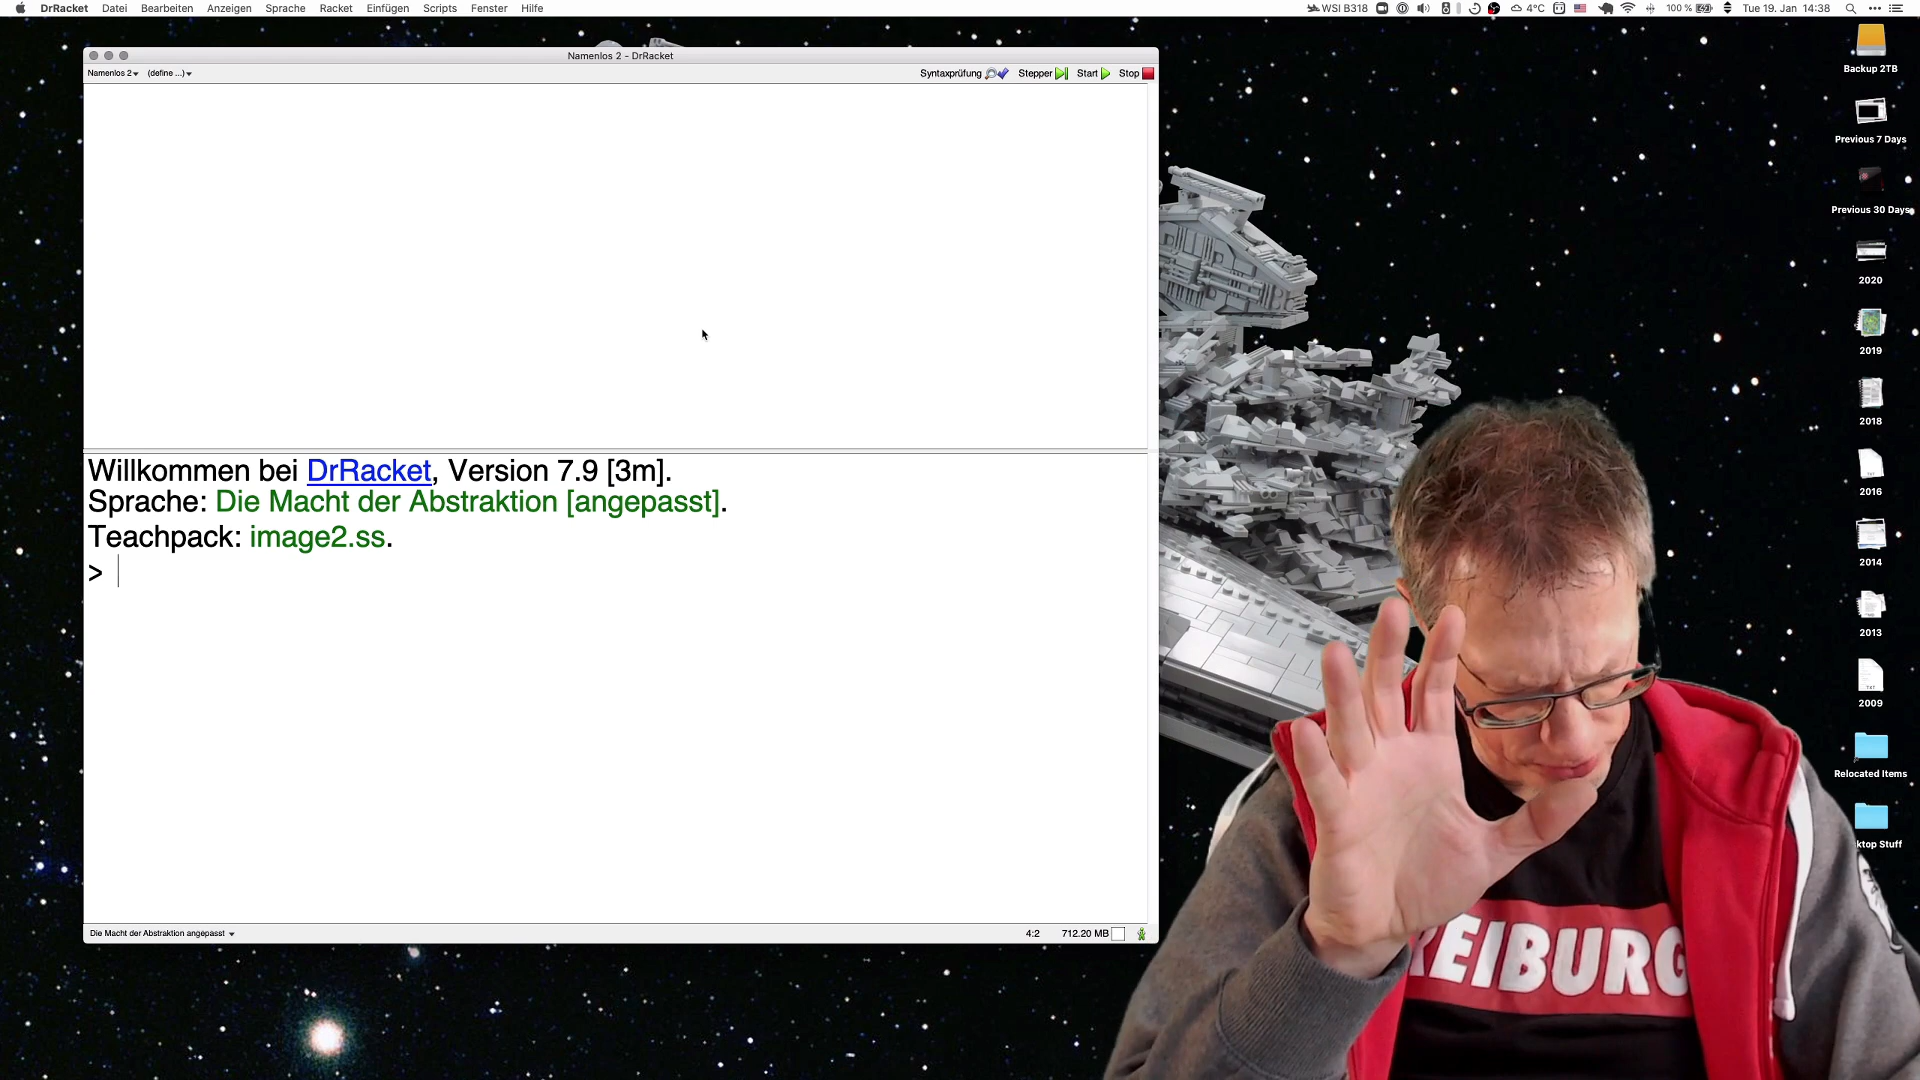 DrRacket Datei Bearbeiten Anzeigen Sprache Racket Einfügen Scripts Fenster Hilfe
WSI B318 4°C 100 % Tue 19. Jan 14:38
Namenlos 2 - DrRacket
Namenlos 2 (define ...) Syntaxprüfung Stepper Start Stop
Willkommen bei DrRacket, Version 7.9 [3m].
Sprache: Die Macht der Abstraktion [angepasst].
Teachpack: image2.ss.
>
Die Macht der Abstraktion angepasst 4:2 712.20 MB
Backup 2TB
Previous 7 Days
Previous 30 Days
2020
2019
2018
TXT
2016
2014
2013
TXT
2009
Relocated Items
ktop Stuff
REIBURG